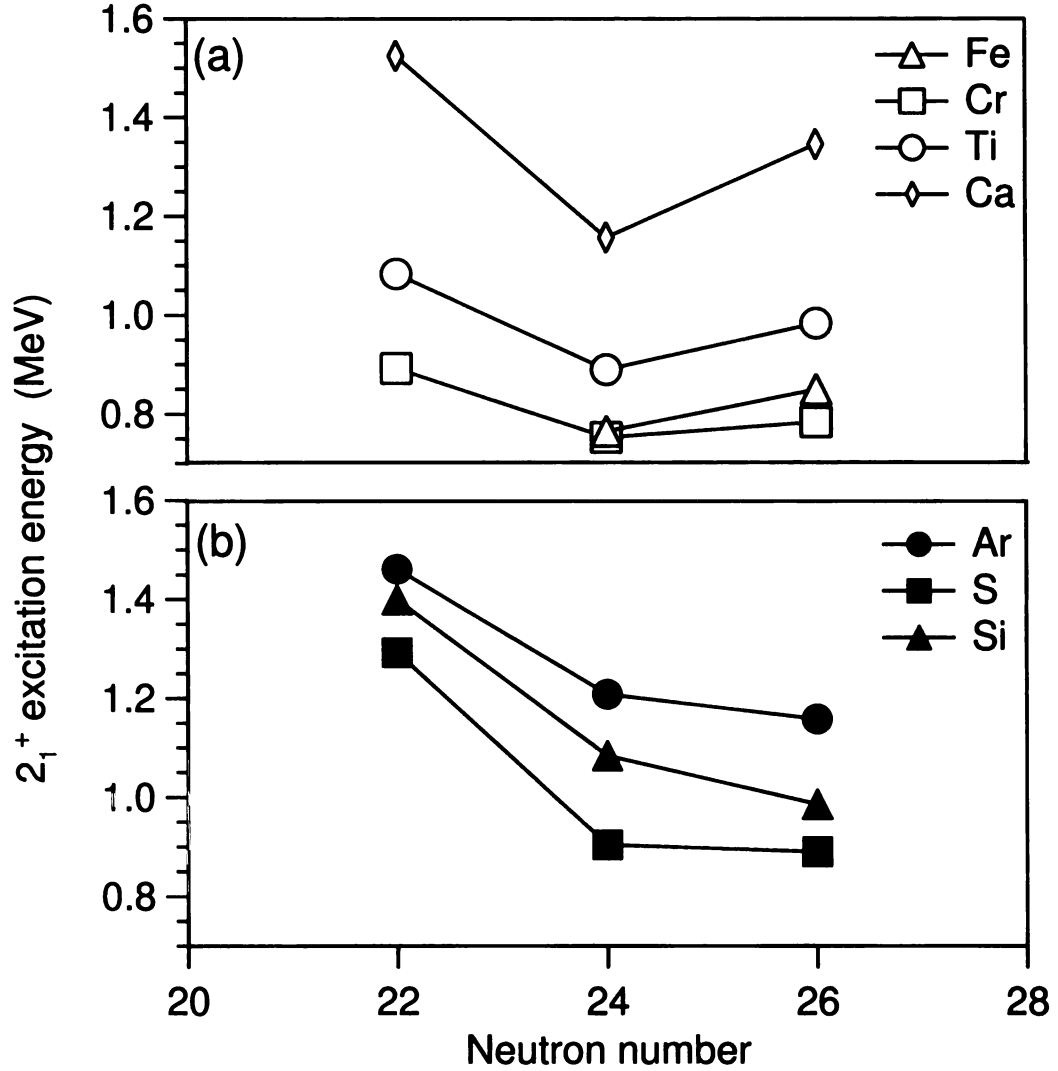 1.6
1.4
1.2
1.0
0.8
(a)
Fe
Cr
Ti
Ca
1.6
1.4
1.2
1.0
0.8
(b)
Ar
S
Si
20 22 24 26 28
Neutron number
2₁⁺ excitation energy (MeV)